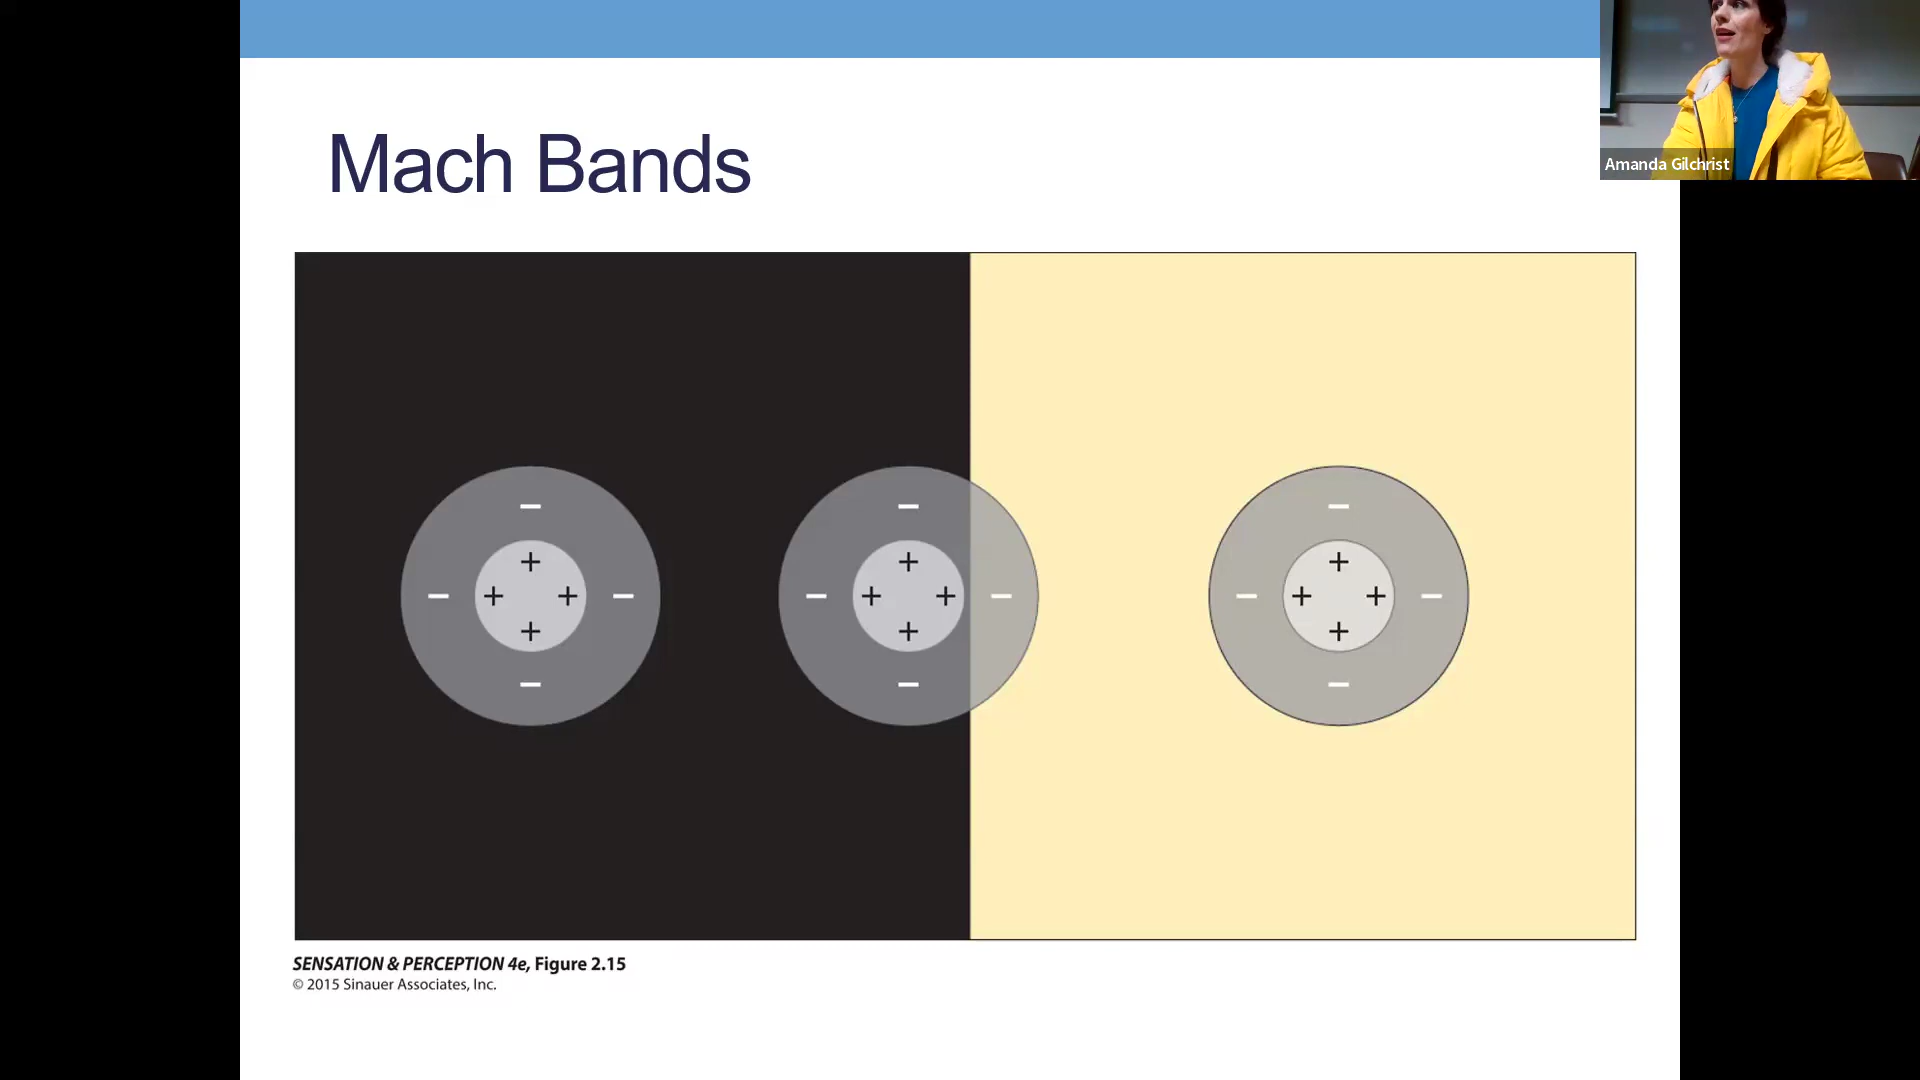 Mach Bands
Amanda Gilchrist
− − −
+ + +
− + + − − + + − − + + −
+ + +
− − −
SENSATION & PERCEPTION 4e, Figure 2.15
© 2015 Sinauer Associates, Inc.